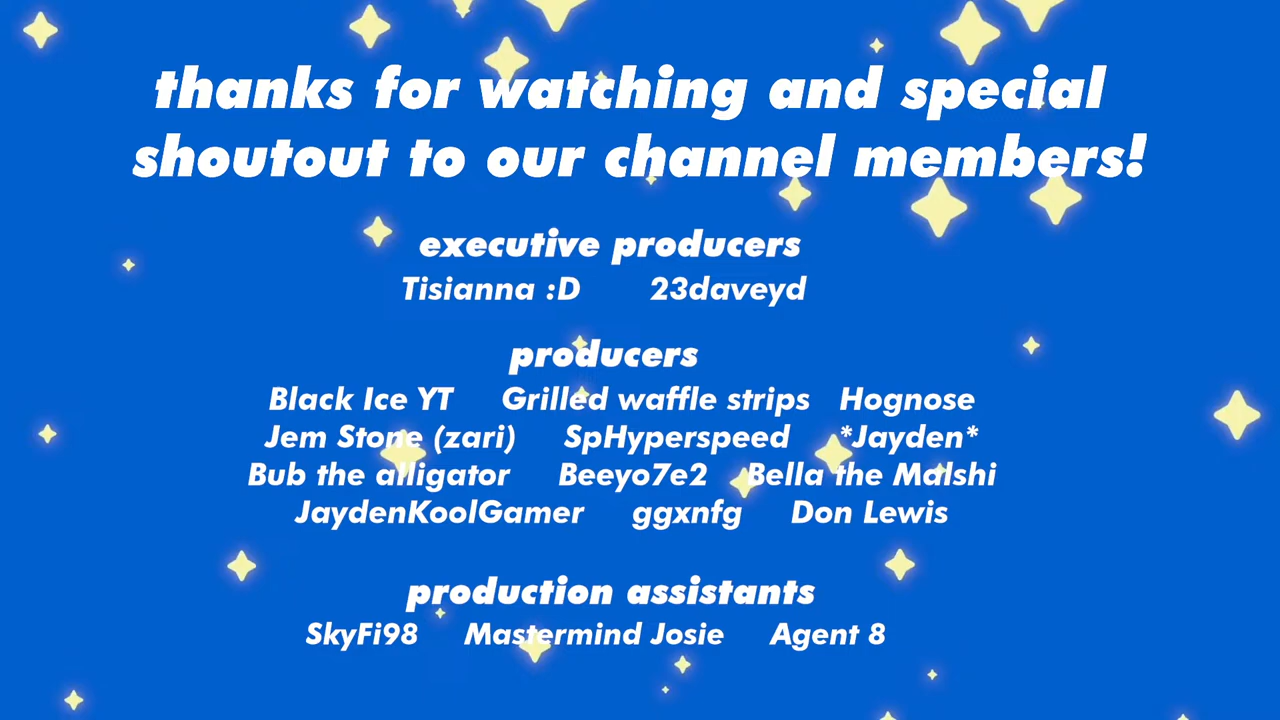 thanks for watching and special
shoutout to our channel members!
executive producers
Tisianna :D 23daveyd
producers
Black Ice YT Grilled waffle strips Hognose
Jem Stone (zari) SpHyperspeed *Jayden*
Bub the alligator Beeyo7e2 Bella the Malshi
JaydenKoolGamer ggxnfg Don Lewis
production assistants
SkyFi98 Mastermind Josie Agent 8